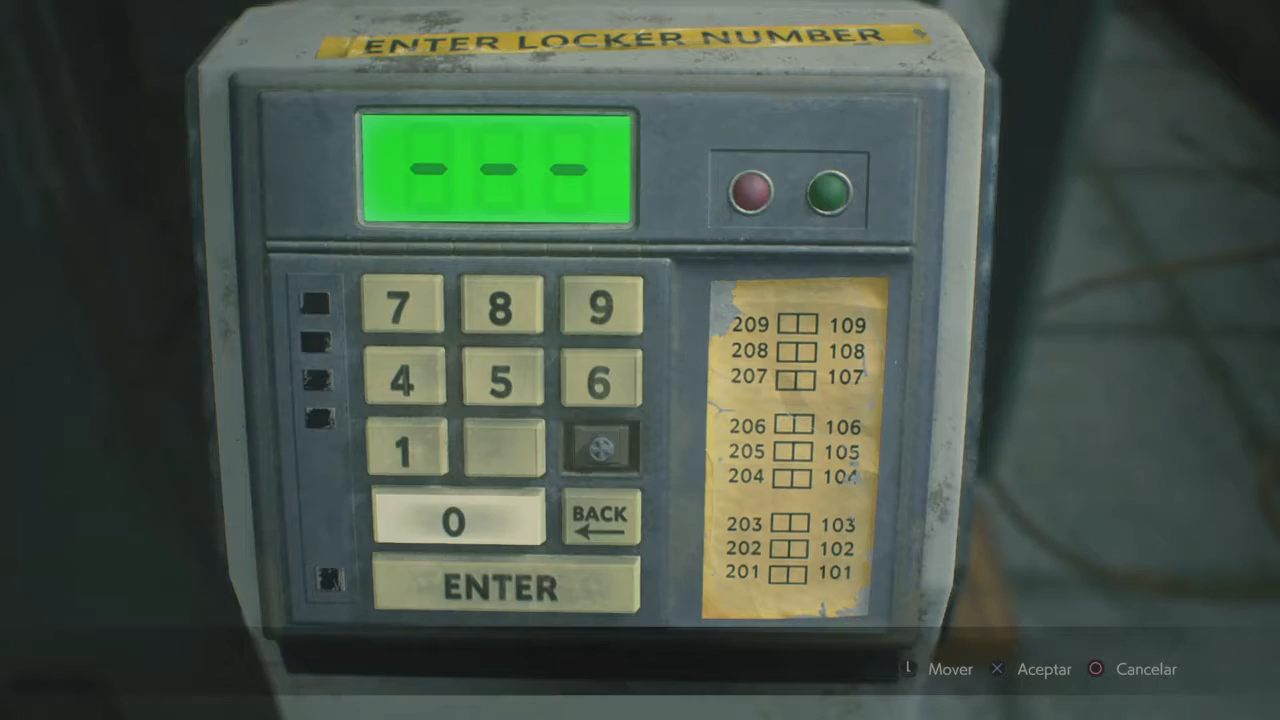 ENTER LOCKER NUMBER
- - -
7 8 9
4 5 6
1
0 BACK
ENTER
209 109
208 108
207 107
206 106
205 105
204 104
203 103
202 102
201 101
L Mover X Aceptar O Cancelar